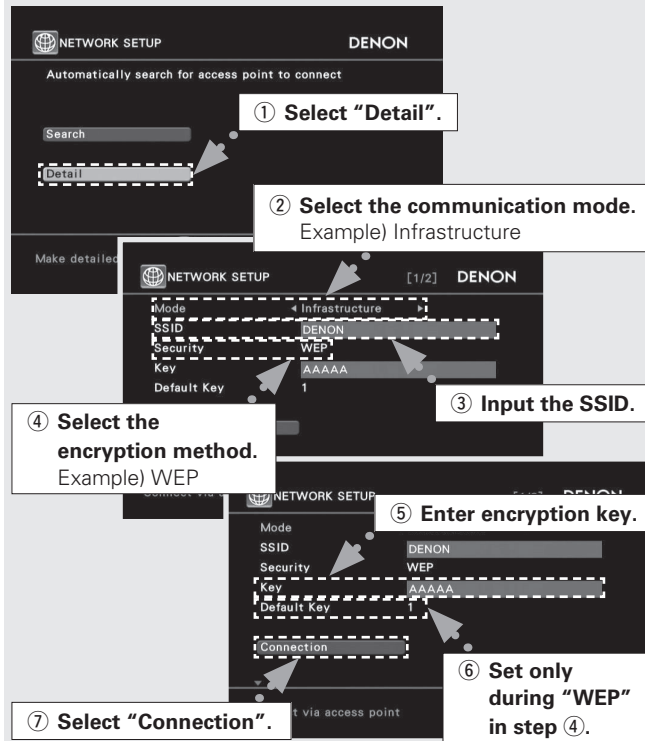 NETWORK SETUP DENON
Automatically search for access point to connect
① Select “Detail”.
Search
Detail
② Select the communication mode.
Example) Infrastructure
Make detailed
NETWORK SETUP [1/2] DENON
Mode Infrastructure
SSID DENON
Security WEP
Key AAAAA
Default Key 1
③ Input the SSID.
④ Select the
encryption method.
Example) WEP
NETWORK SETUP
⑤ Enter encryption key.
Mode
SSID DENON
Security WEP
Key AAAAA
Default Key 1
Connection
⑥ Set only
during “WEP”
in step ④.
t via access point
⑦ Select “Connection”.